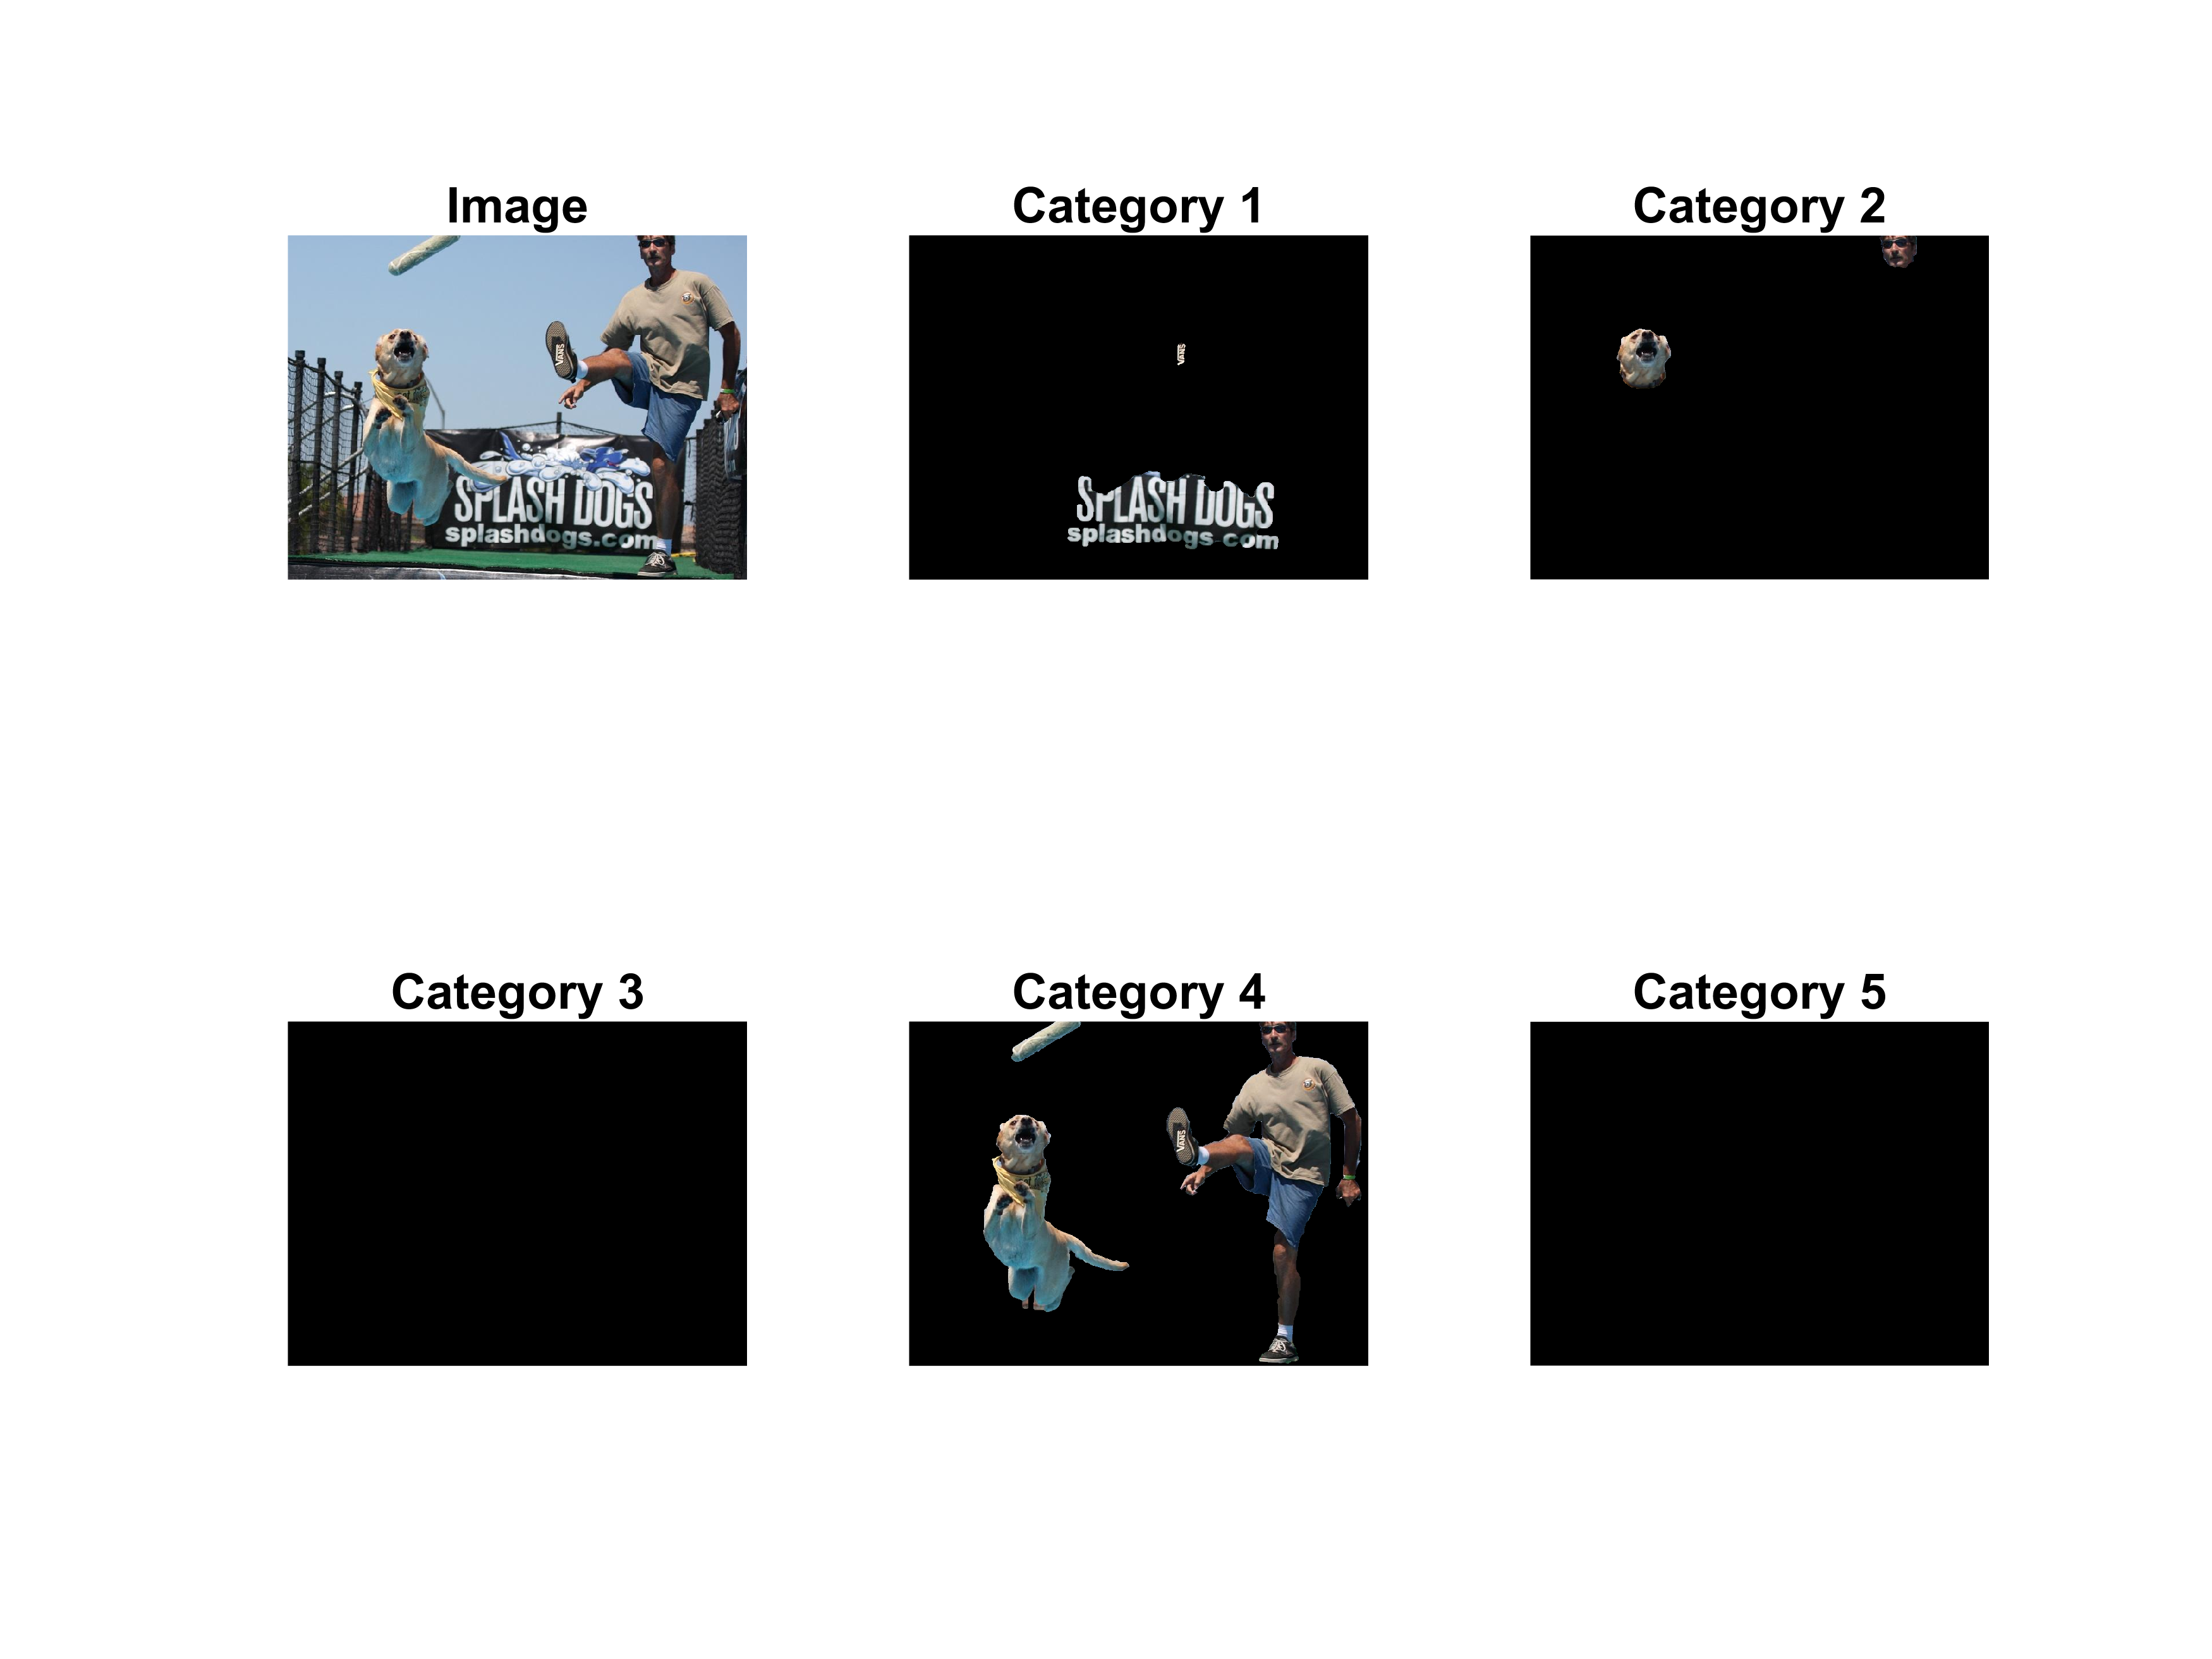 Image
Category 1
Category 2
VANS
SPLASH DOGS
splashdogs.com
VANS
SPLASH DOGS
splashdogs com
Category 3
Category 4
Category 5
VANS